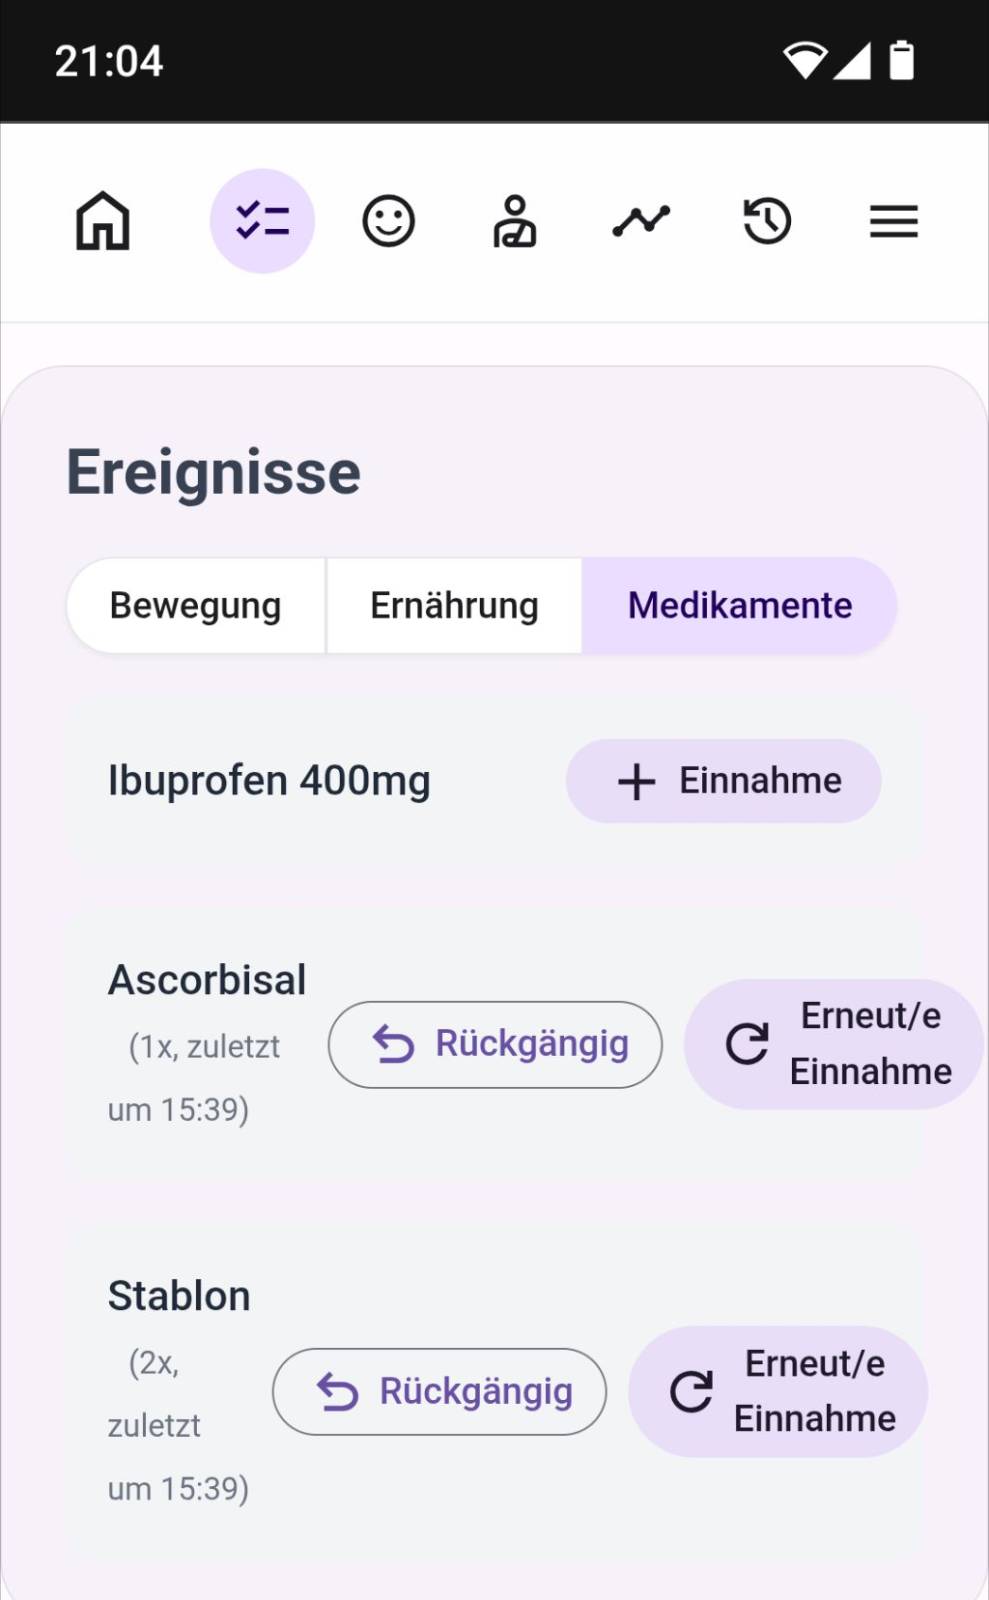 21:04
Ereignisse
Bewegung Ernährung Medikamente
Ibuprofen 400mg
Einnahme
Ascorbisal
(1x, zuletzt
um 15:39)
Rückgängig
Erneut/e
Einnahme
Stablon
(2x,
zuletzt
um 15:39)
Rückgängig
Erneut/e
Einnahme